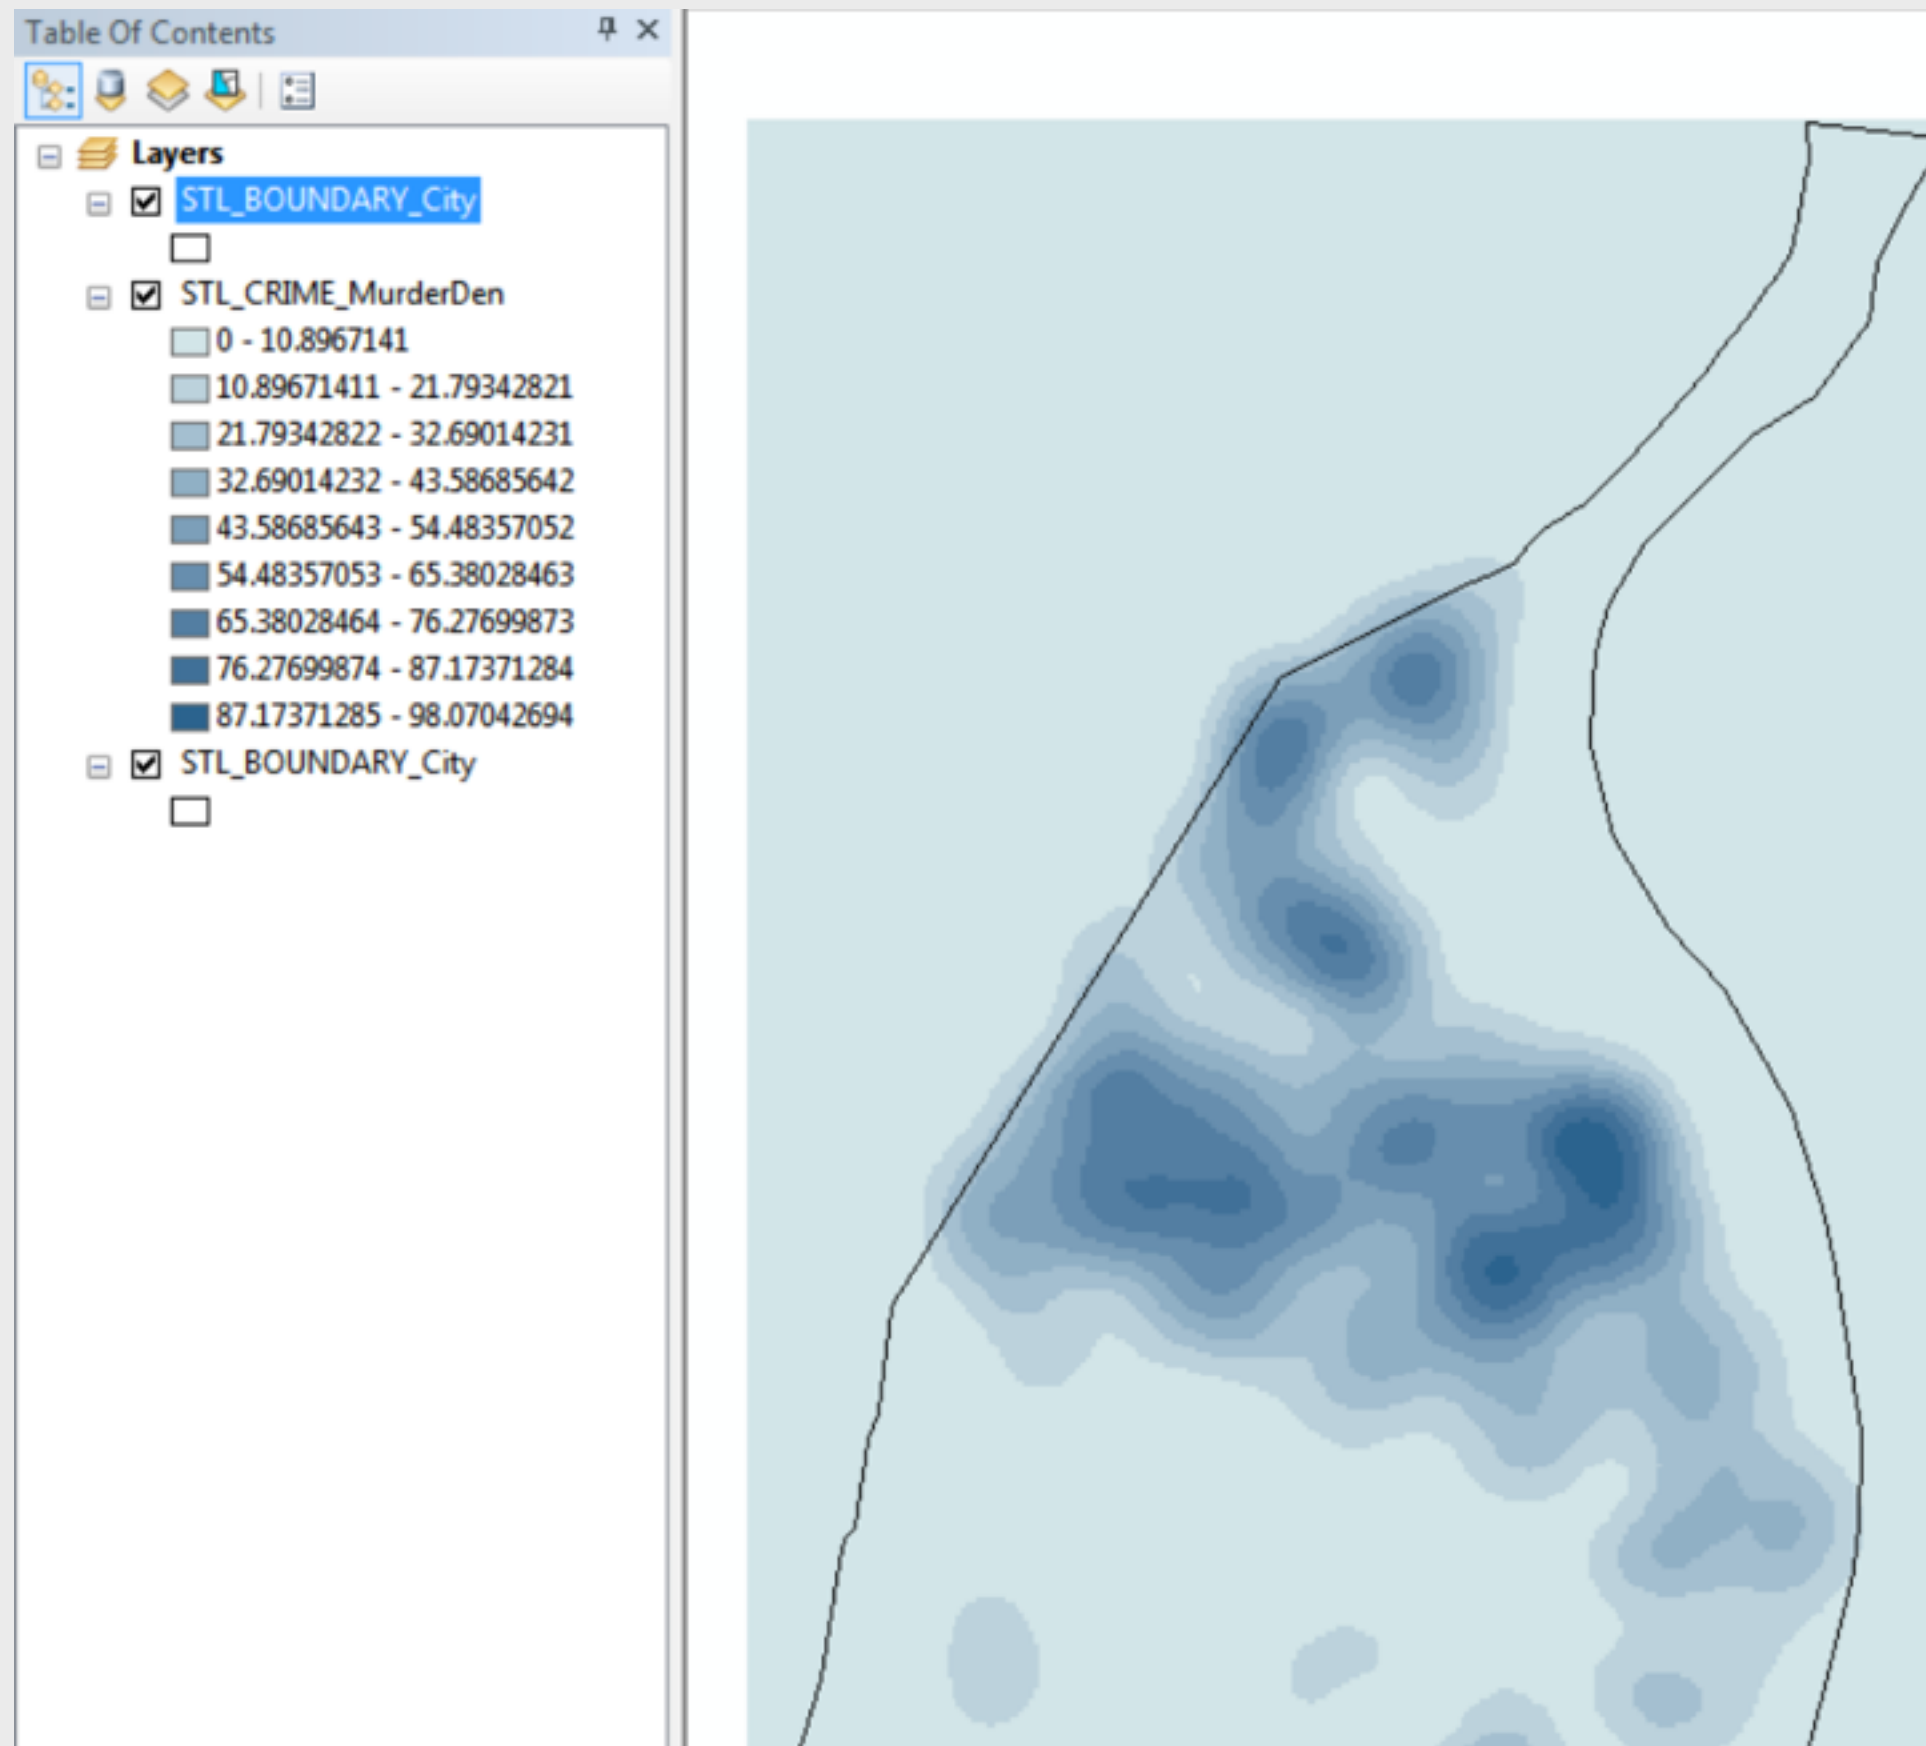 Table Of Contents
Layers
STL_BOUNDARY_City
STL_CRIME_MurderDen
0 - 10.8967141
10.89671411 - 21.79342821
21.79342822 - 32.69014231
32.69014232 - 43.58685642
43.58685643 - 54.48357052
54.48357053 - 65.38028463
65.38028464 - 76.27699873
76.27699874 - 87.17371284
87.17371285 - 98.07042694
STL_BOUNDARY_City